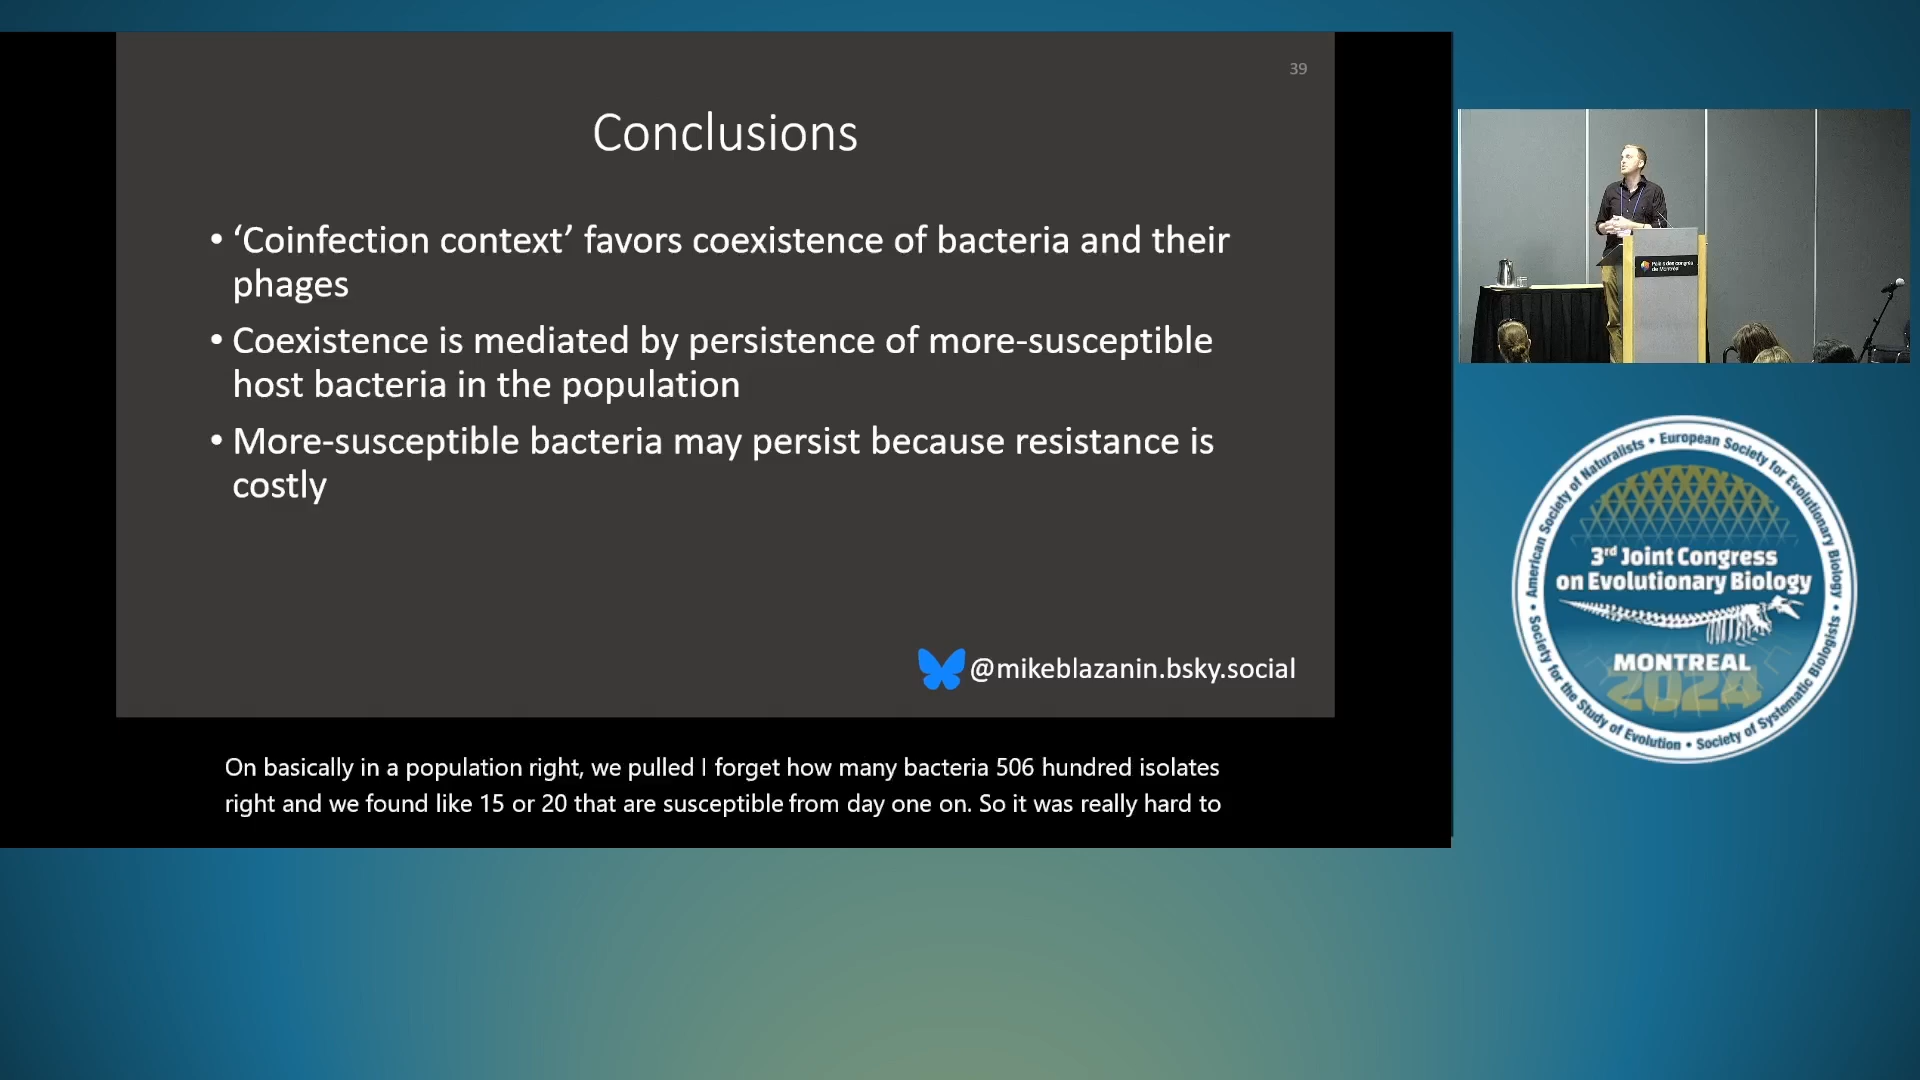 39
Conclusions
• ‘Coinfection context’ favors coexistence of bacteria and their
phages
• Coexistence is mediated by persistence of more-susceptible
host bacteria in the population
• More-susceptible bacteria may persist because resistance is
costly
@mikeblazanin.bsky.social
On basically in a population right, we pulled I forget how many bacteria 506 hundred isolates
right and we found like 15 or 20 that are susceptible from day one on. So it was really hard to
Palais des congrès
de Montréal
American Society of Naturalists • European Society for Evolutionary Biology •
Society for the Study of Evolution • Society of Systematic Biologists •
3rd Joint Congress
on Evolutionary Biology
MONTREAL
2024